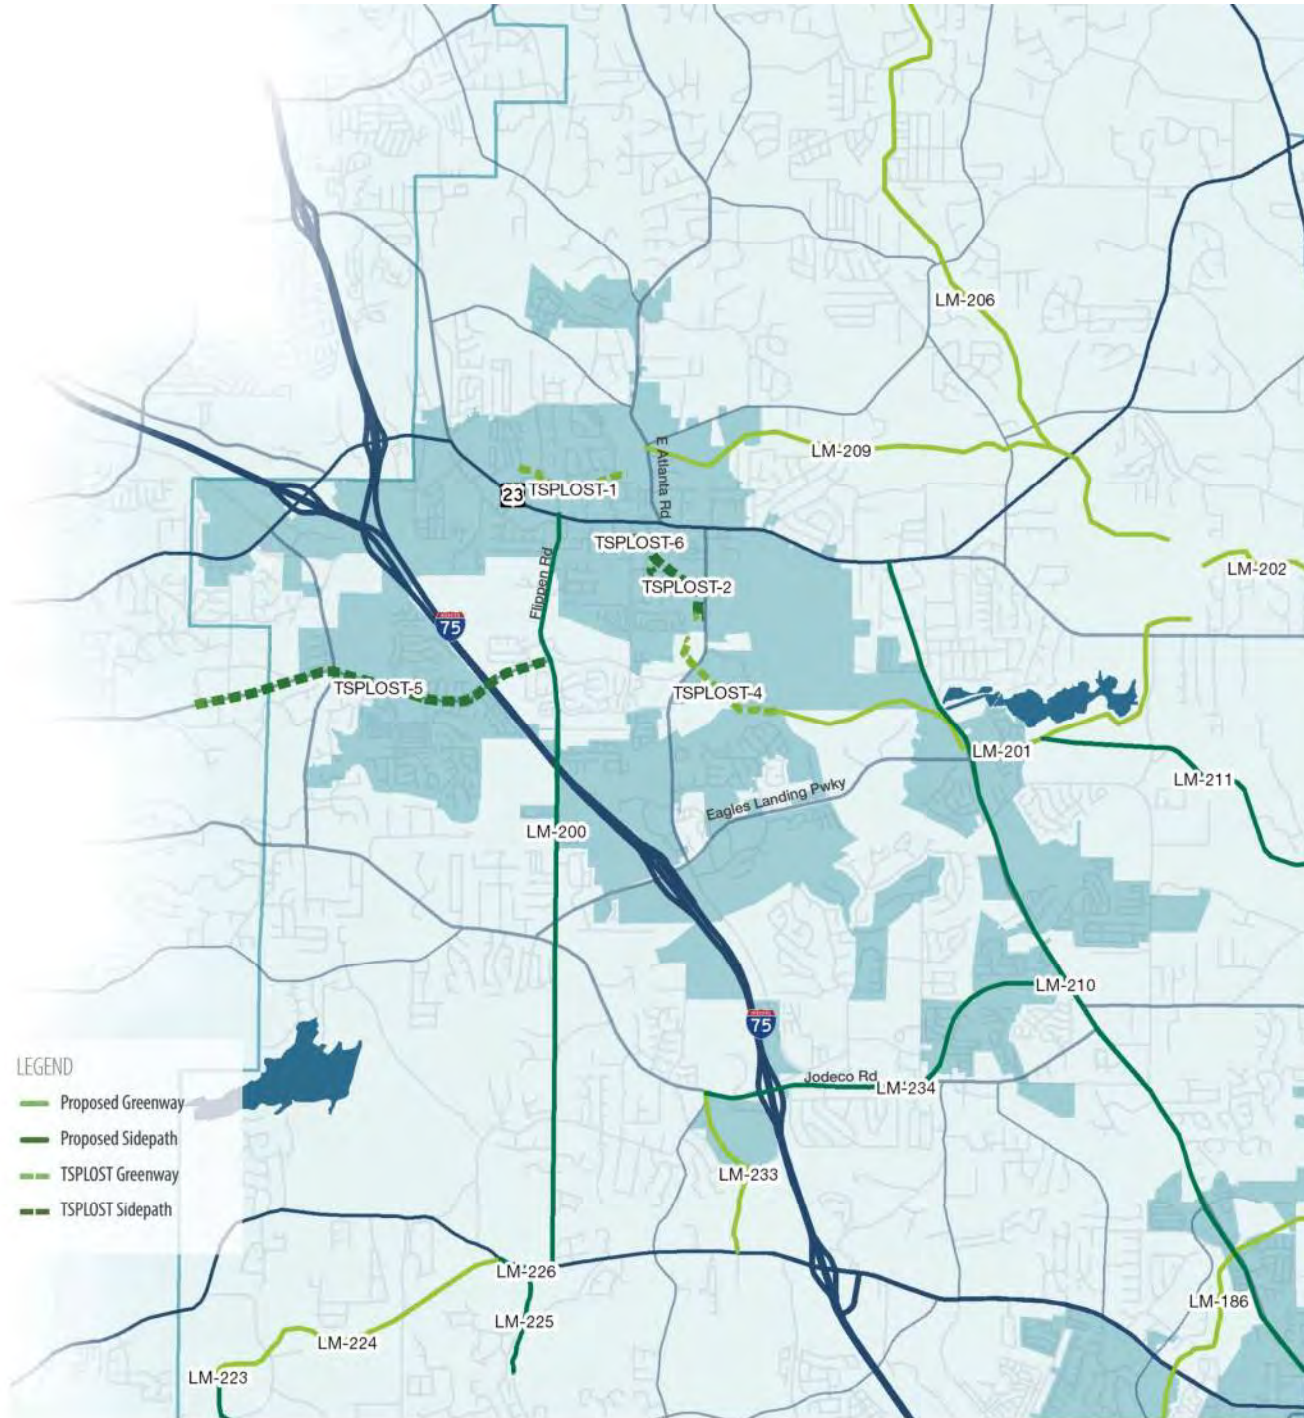 LM-206
E Atlanta Rd
LM-209
TSPLOST-1
23
TSPLOST-6
LM-202
TSPLOST-2
Flippen Rd
75
TSPLOST-5
TSPLOST-4
LM-201
LM-211
Eagles Landing Pwky
LM-200
LM-210
75
LEGEND
Jodeco Rd
LM-234
Proposed Greenway
Proposed Sidepath
TSPLOST Greenway
LM-233
TSPLOST Sidepath
LM-226
LM-186
LM-225
LM-224
LM-223